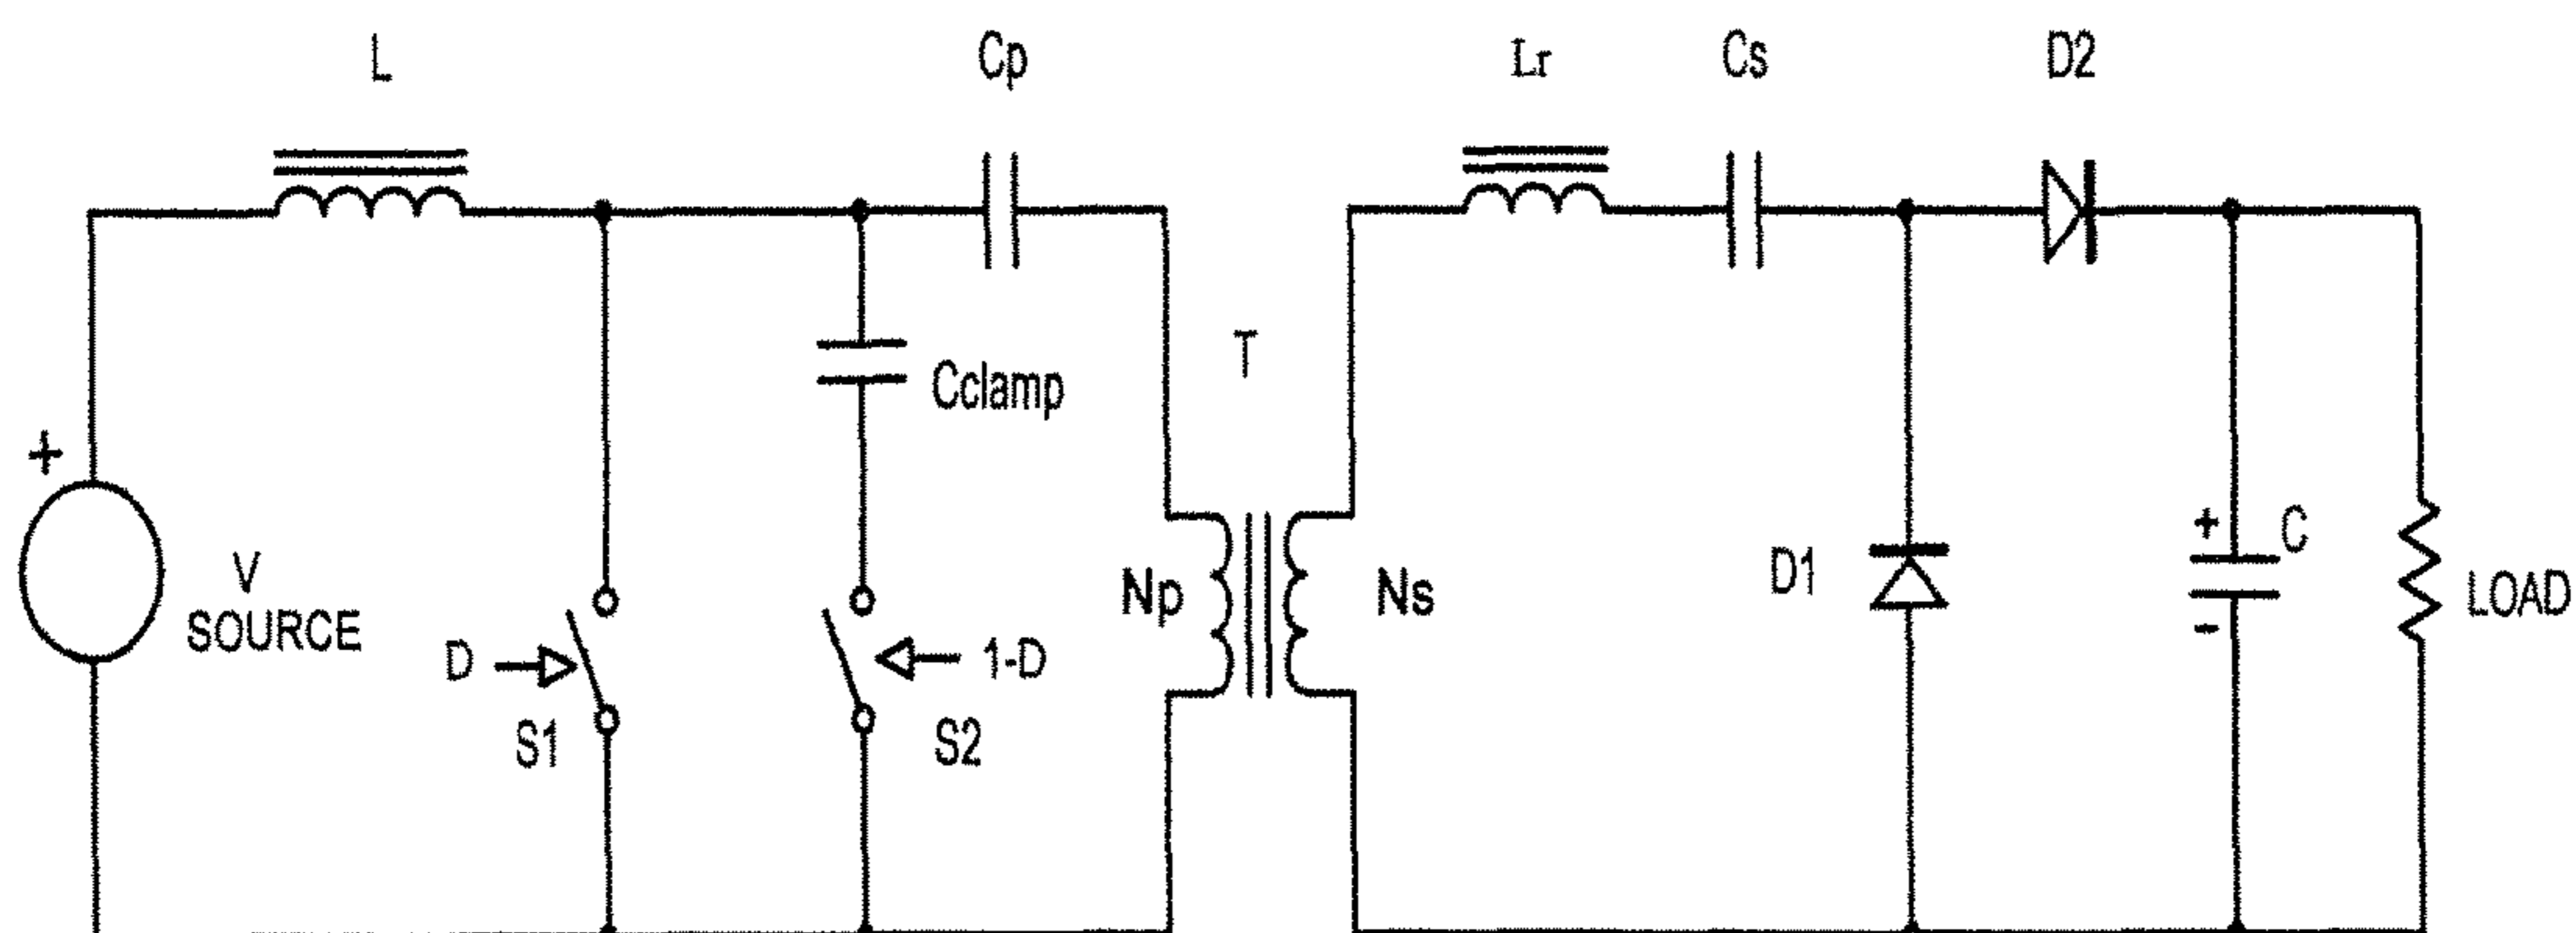 L
Cp
Lr
Cs
D2
T
Cclamp
+
V
SOURCE
D
S1
1-D
S2
Np
Ns
D1
+
C
-
LOAD